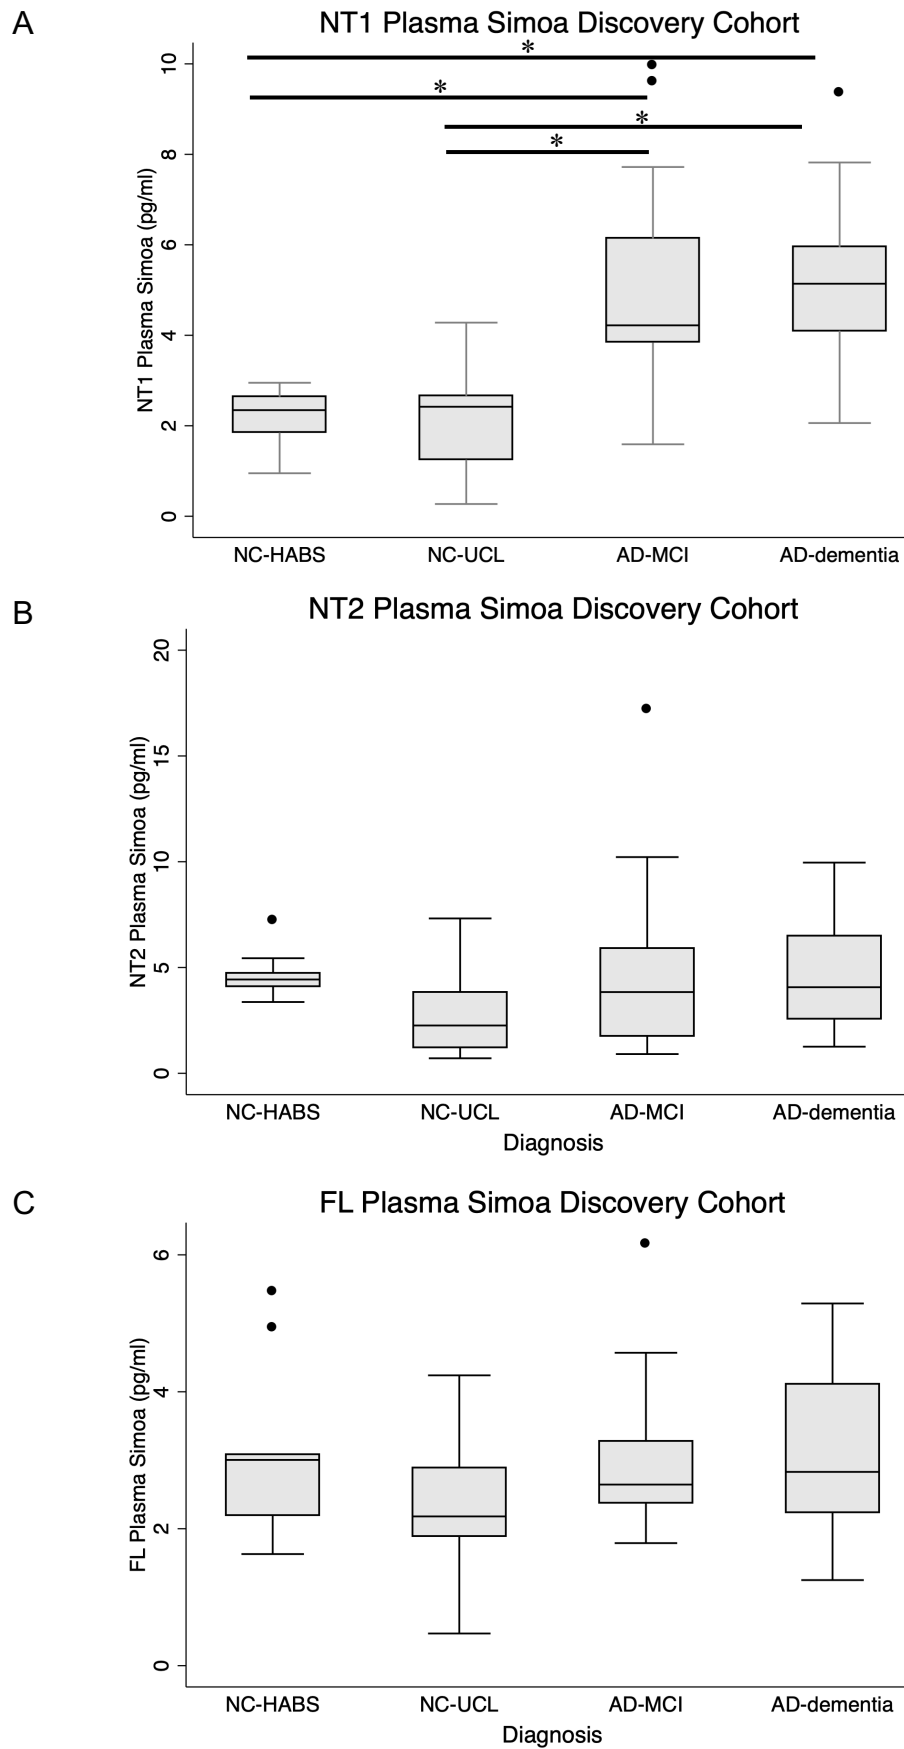 A
NT1 Plasma Simoa Discovery Cohort
*
*
*
*
NT1 Plasma Simoa (pg/ml)
10
8
6
4
2
0
NC-HABS NC-UCL AD-MCI AD-dementia
B
NT2 Plasma Simoa Discovery Cohort
NT2 Plasma Simoa (pg/ml)
20
15
10
5
0
NC-HABS NC-UCL AD-MCI AD-dementia
Diagnosis
C
FL Plasma Simoa Discovery Cohort
FL Plasma Simoa (pg/ml)
6
4
2
0
NC-HABS NC-UCL AD-MCI AD-dementia
Diagnosis